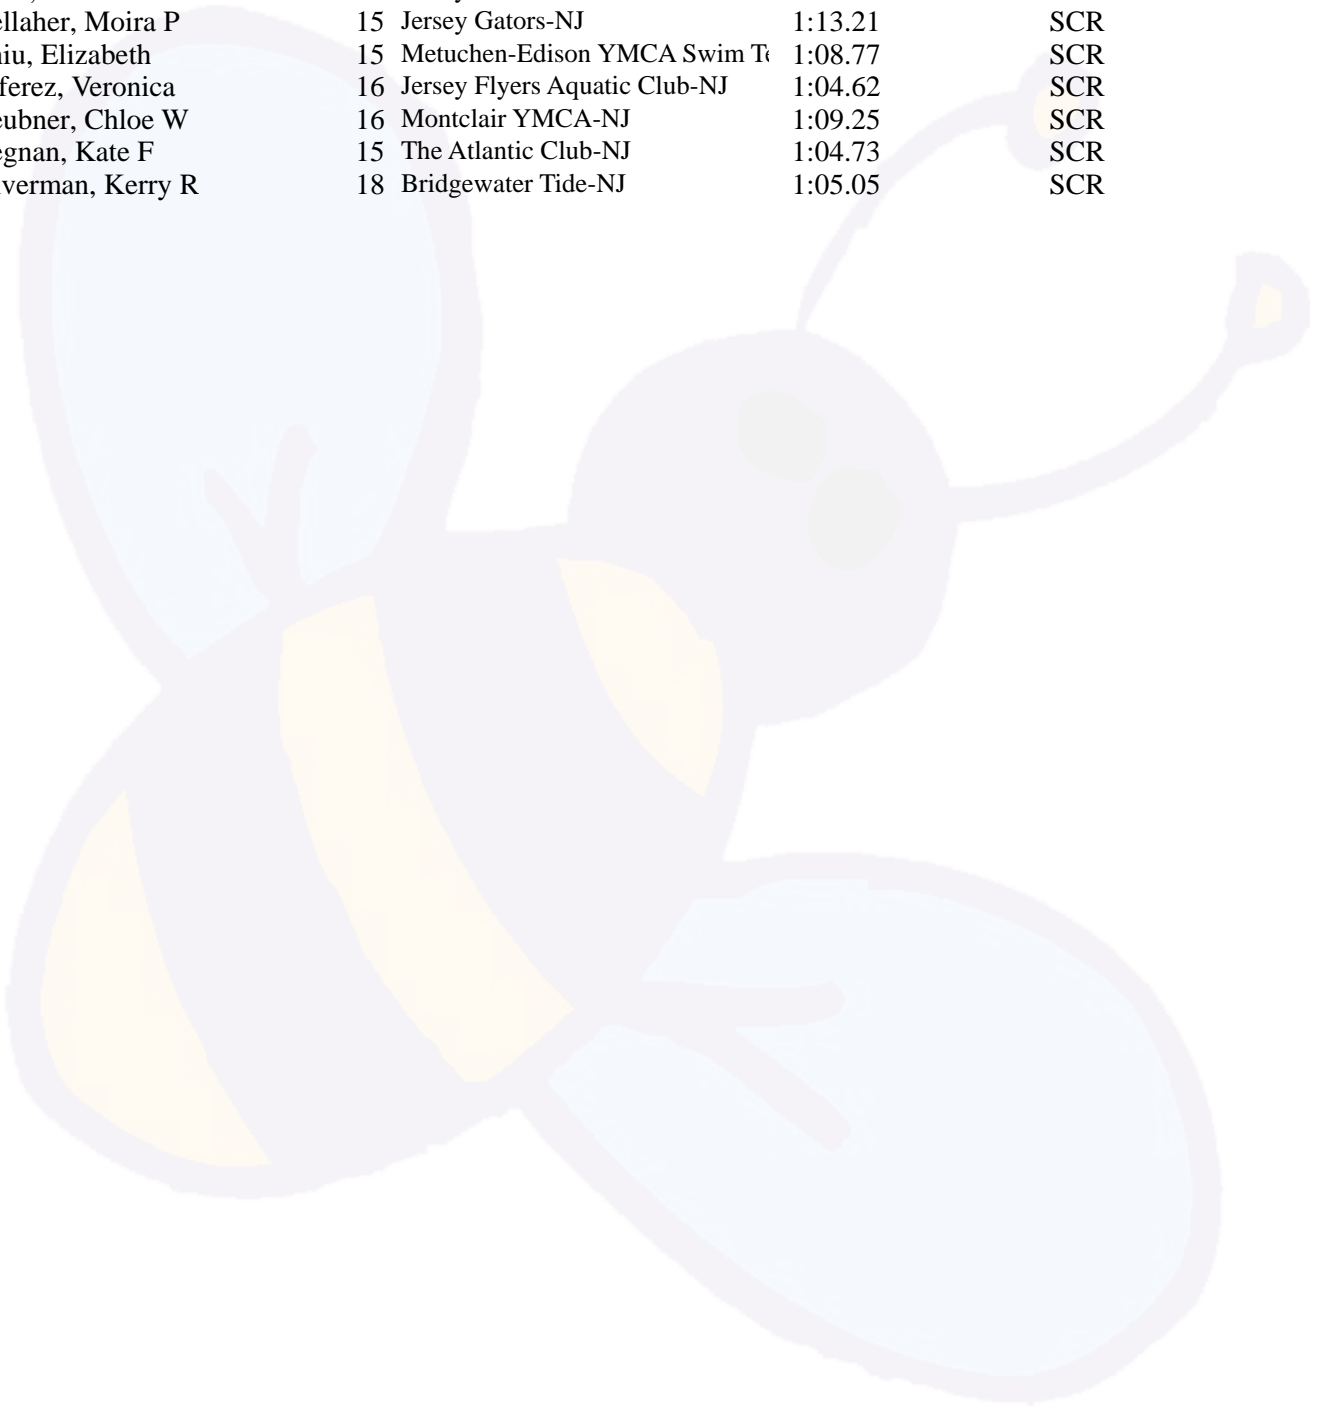 ellaher, Moira P 15 Jersey Gators-NJ 1:13.21 SCR
iu, Elizabeth 15 Metuchen-Edison YMCA Swim Te 1:08.77 SCR
ferez, Veronica 16 Jersey Flyers Aquatic Club-NJ 1:04.62 SCR
eubner, Chloe W 16 Montclair YMCA-NJ 1:09.25 SCR
egnan, Kate F 15 The Atlantic Club-NJ 1:04.73 SCR
lverman, Kerry R 18 Bridgewater Tide-NJ 1:05.05 SCR